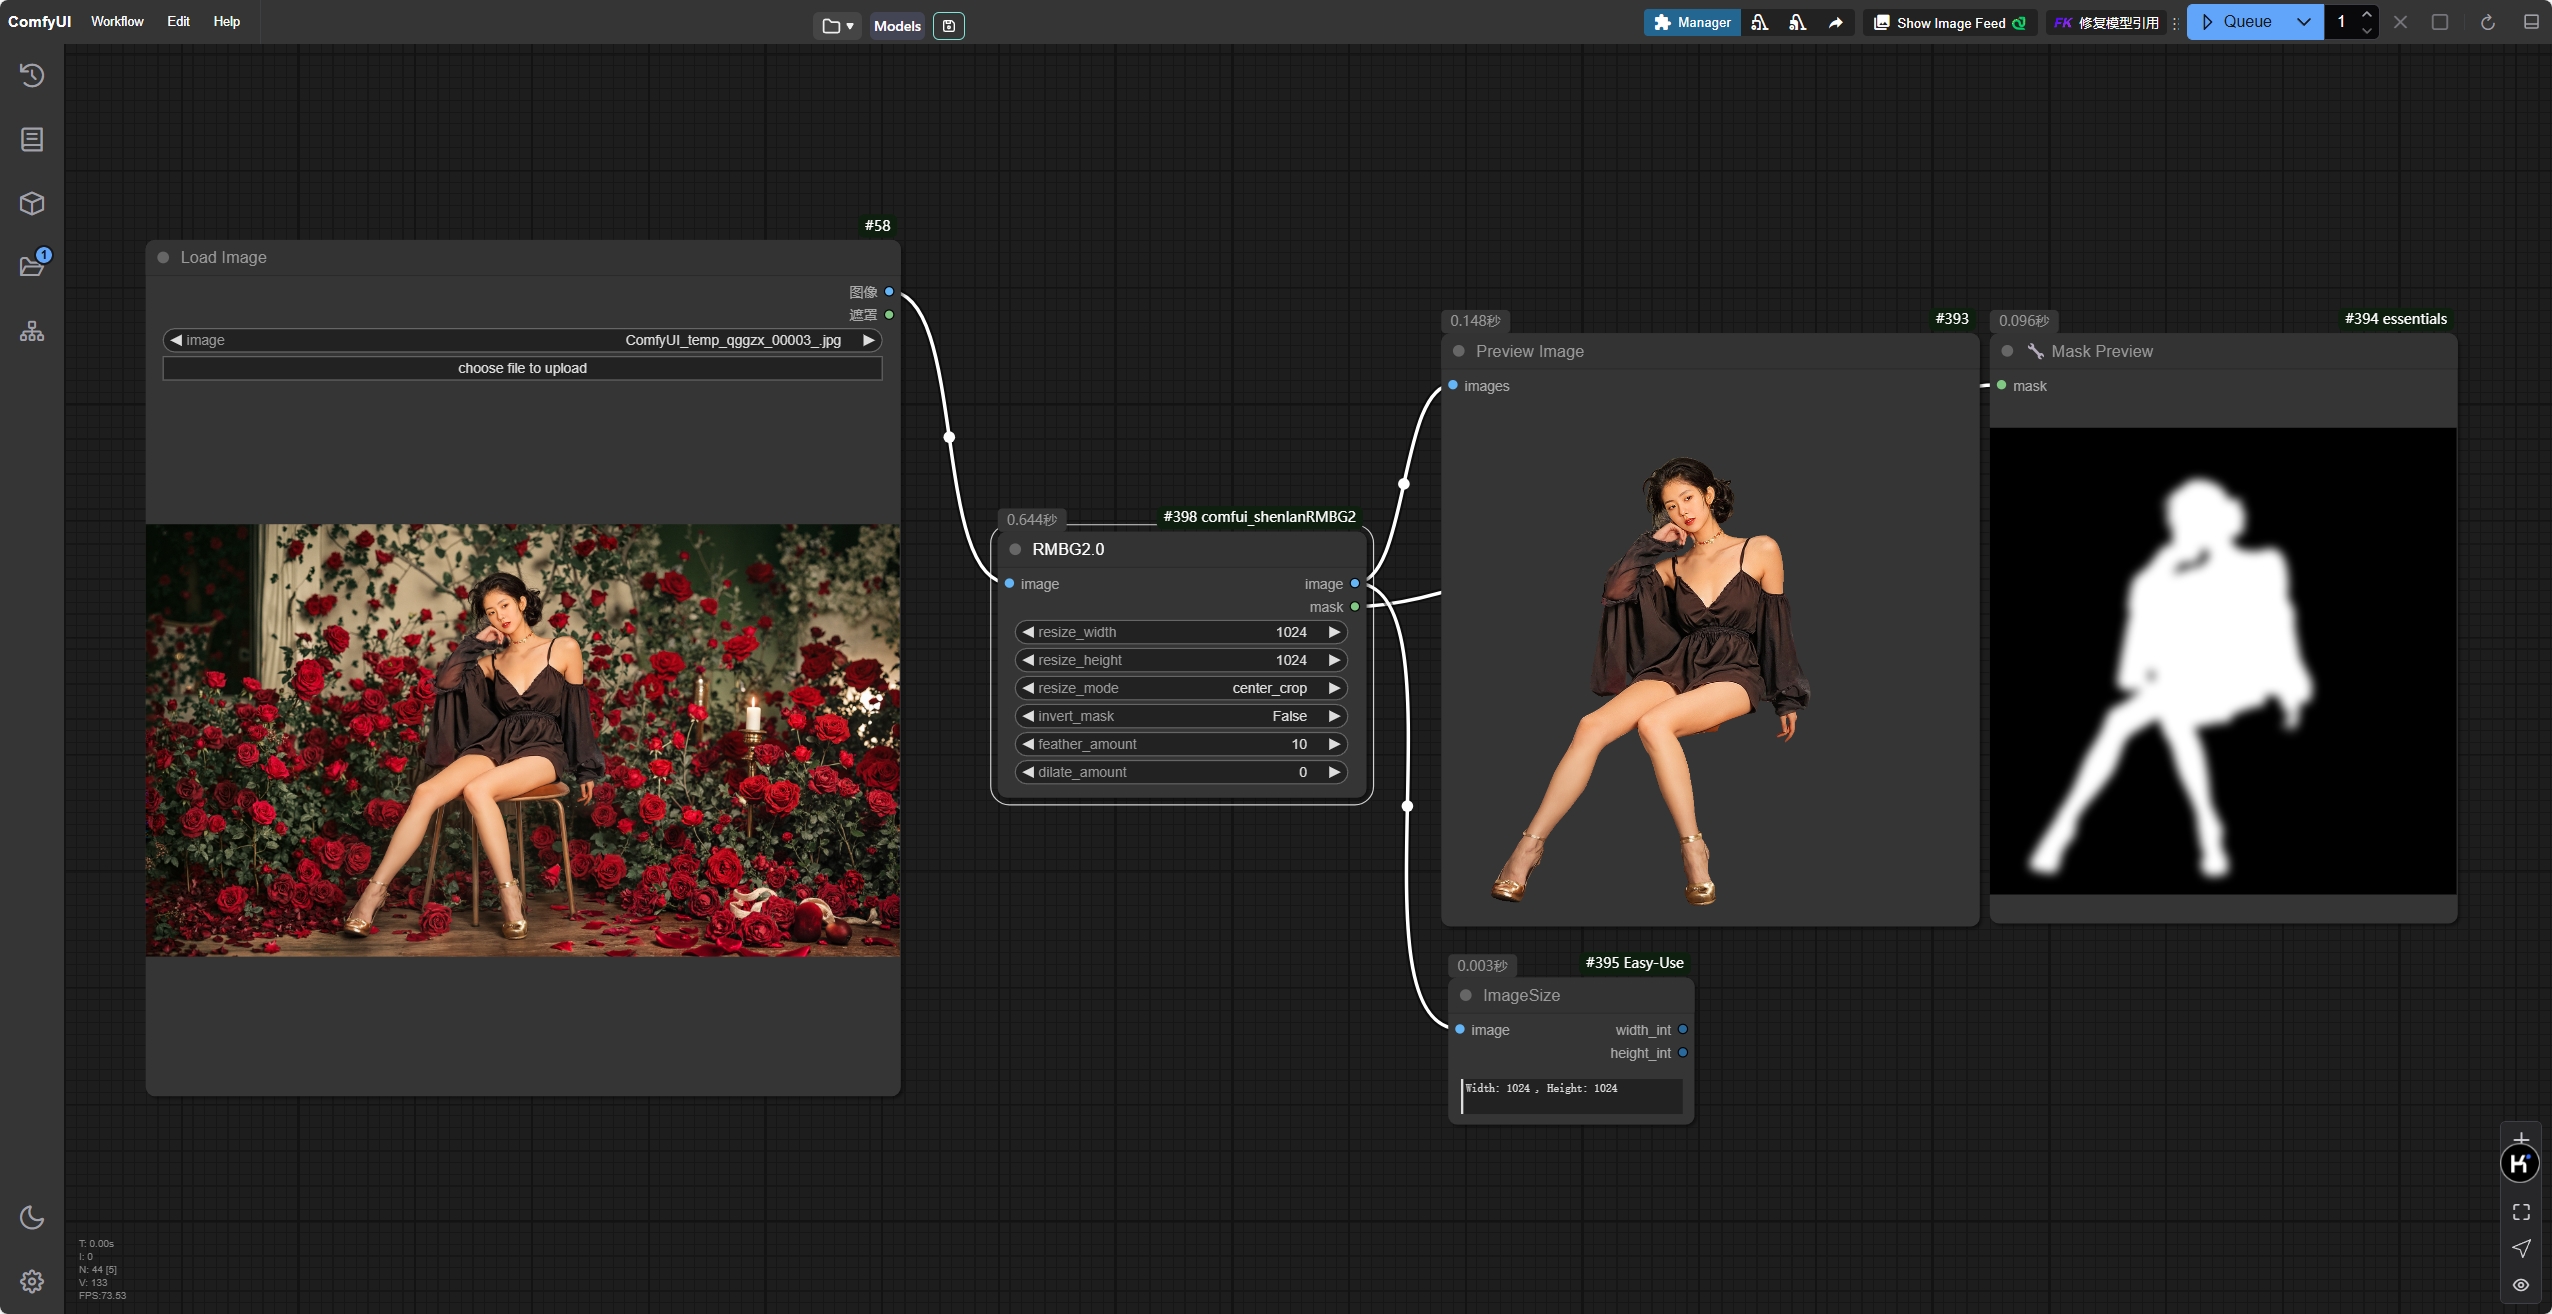 ComfyUI Workflow Edit Help
Models
Manager
Show Image Feed
FK 修复模型引用
Queue
1
1
#58
Load Image
图像
遮罩
image ComfyUI_temp_qggzx_00003_.jpg
choose file to upload
0.644秒
#398 comfui_shenlanRMBG2
RMBG2.0
image image
mask
resize_width 1024
resize_height 1024
resize_mode center_crop
invert_mask False
feather_amount 10
dilate_amount 0
0.148秒
#393
Preview Image
images
0.096秒
#394 essentials
Mask Preview
mask
0.003秒
#395 Easy-Use
ImageSize
image width_int
height_int
Width: 1024 , Height: 1024
T: 0.00s
I: 0
N: 44 [5]
V: 133
FPS:73.53
K